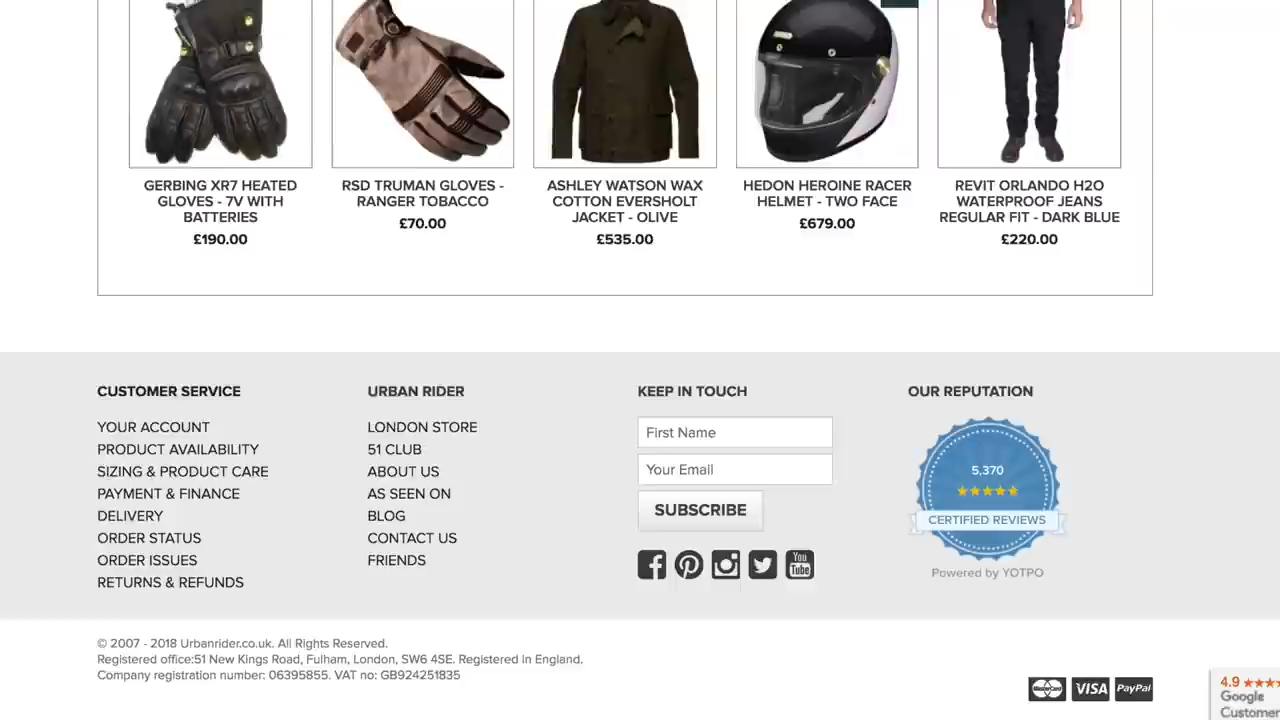 GERBING XR7 HEATED
GLOVES - 7V WITH
BATTERIES
£190.00
RSD TRUMAN GLOVES -
RANGER TOBACCO
£70.00
ASHLEY WATSON WAX
COTTON EVERSHOLT
JACKET - OLIVE
£535.00
HEDON HEROINE RACER
HELMET - TWO FACE
£679.00
REVIT ORLANDO H2O
WATERPROOF JEANS
REGULAR FIT - DARK BLUE
£220.00
CUSTOMER SERVICE
YOUR ACCOUNT
PRODUCT AVAILABILITY
SIZING & PRODUCT CARE
PAYMENT & FINANCE
DELIVERY
ORDER STATUS
ORDER ISSUES
RETURNS & REFUNDS
URBAN RIDER
LONDON STORE
51 CLUB
ABOUT US
AS SEEN ON
BLOG
CONTACT US
FRIENDS
KEEP IN TOUCH
First Name
Your Email
SUBSCRIBE
You
Tube
OUR REPUTATION
5,370
CERTIFIED REVIEWS
Powered by YOTPO
© 2007 - 2018 Urbanrider.co.uk. All Rights Reserved.
Registered office:51 New Kings Road, Fulham, London, SW6 4SE. Registered in England.
Company registration number: 06395855. VAT no: GB924251835
MasterCard VISA PayPal
4.9
Google
Customer